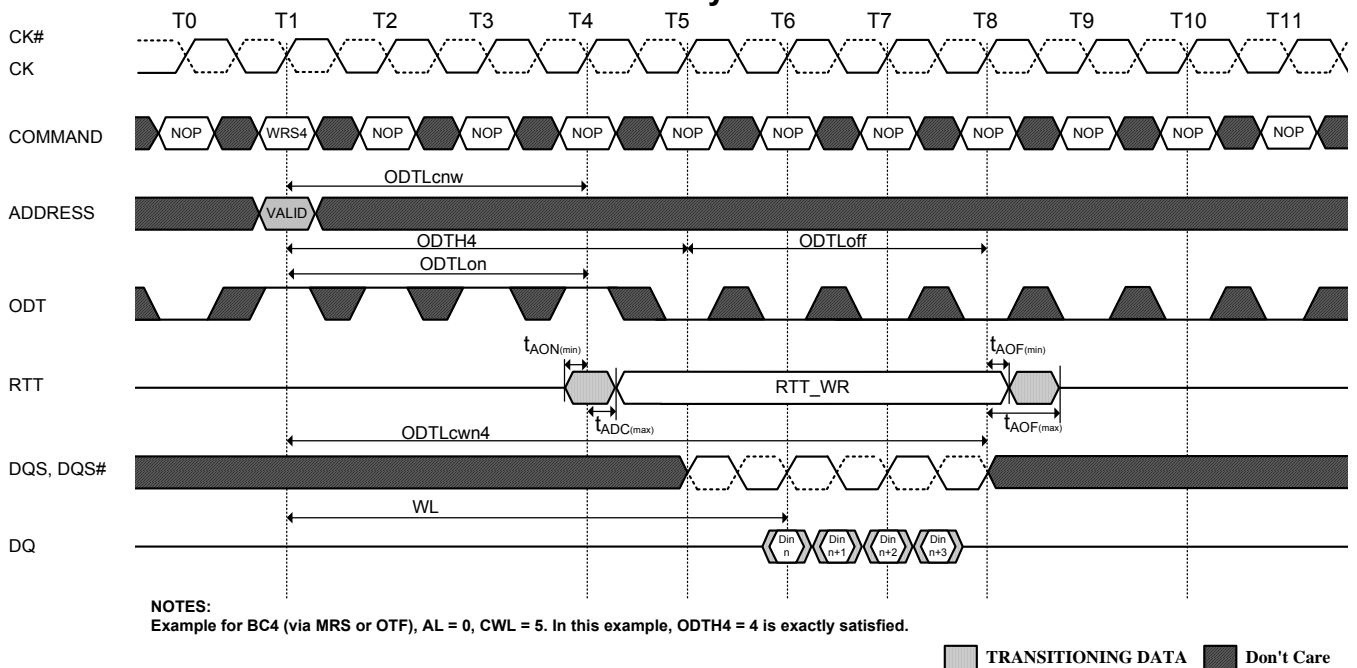 T0 T1 T2 T3 T4 T5 T6 T7 T8 T9 T10 T11
CK#
CK
COMMAND NOP WRS4 NOP NOP NOP NOP NOP NOP NOP NOP NOP NOP
ODTLcnw
ADDRESS VALID
ODTH4 ODTLoff
ODTLon
ODT
tAON(min) tAOF(min)
RTT RTT_WR
tADC(max) tAOF(max)
ODTLcwn4
DQS, DQS#
WL
DQ Din n Din n+1 Din n+2 Din n+3
NOTES:
Example for BC4 (via MRS or OTF), AL = 0, CWL = 5. In this example, ODTH4 = 4 is exactly satisfied.
TRANSITIONING DATA Don't Care